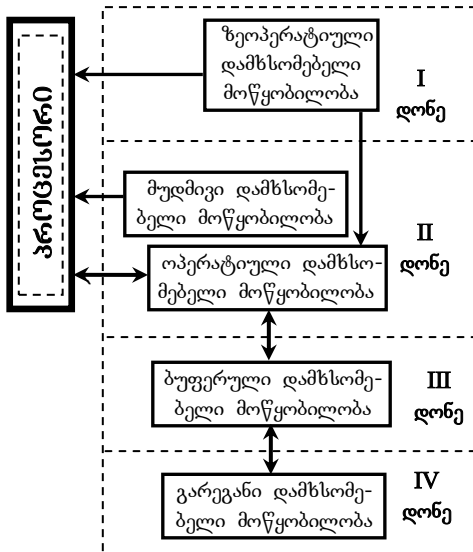 ზეოპერატიული
დამხსომებელი
მოწყობილობა
I
დონე
პროცესორი
მუდმივი დამხსომე-
ბელი მოწყობილობა
II
დონე
ოპერატიული დამხსო-
მებელი მოწყობილობა
ბუფერული დამხსომე-
ბელი მოწყობილობა
III
დონე
გარეგანი დამხსომე-
ბელი მოწყობილობა
IV
დონე